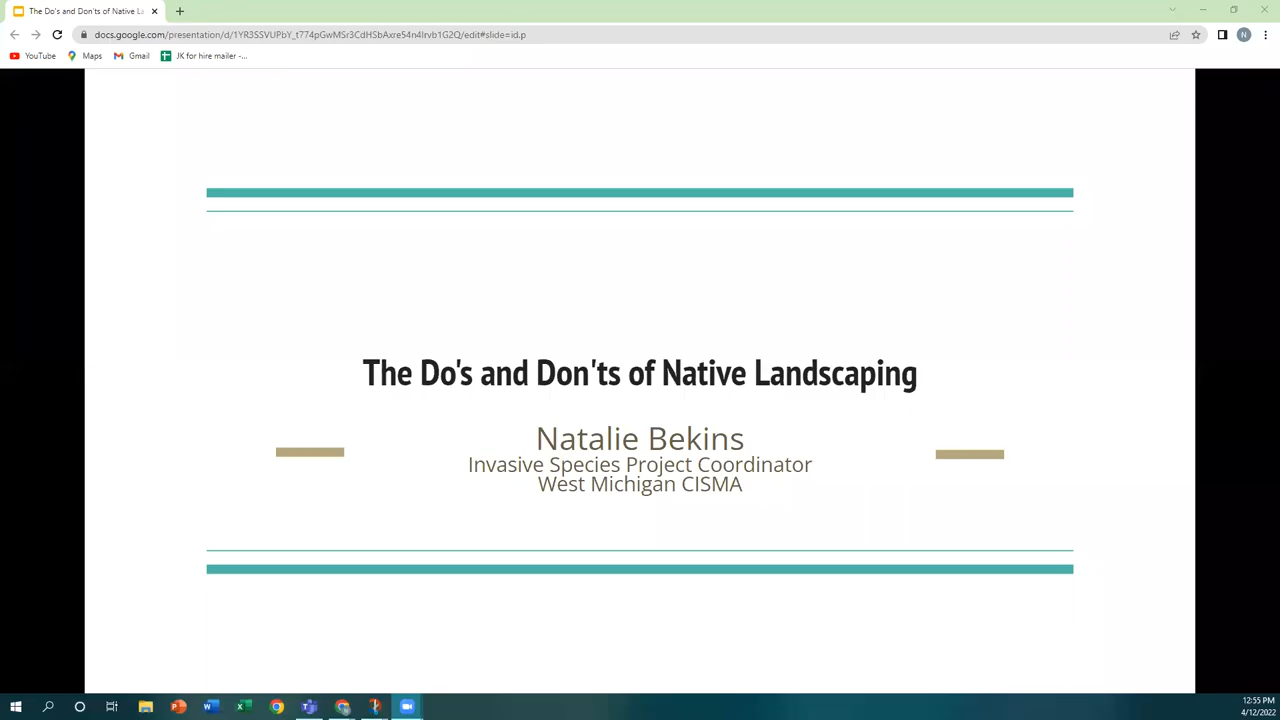 The Do's and Don'ts of Native La
docs.google.com/presentation/d/1YR3SSVUPbY_t774pGwMSr3CdHSbAxre54n4Irvb1G2Q/edit#slide=id.p
N
YouTube
Maps
Gmail
JK for hire mailer -...
The Do's and Don'ts of Native Landscaping
Natalie Bekins
Invasive Species Project Coordinator
West Michigan CISMA
12:55 PM
4/12/2022